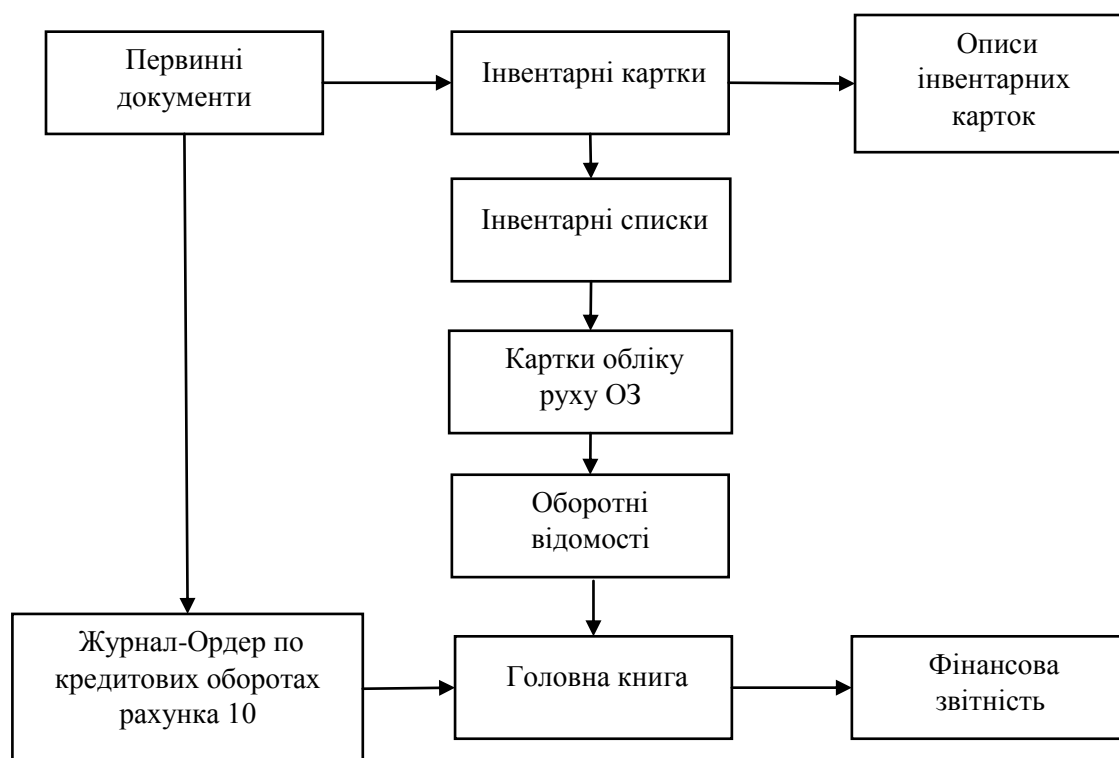 Первинні
документи
Інвентарні картки
Описи
інвентарних
карток
Інвентарні списки
Картки обліку
руху ОЗ
Оборотні
відомості
Журнал-Ордер по
кредитових оборотах
рахунка 10
Головна книга
Фінансова
звітність